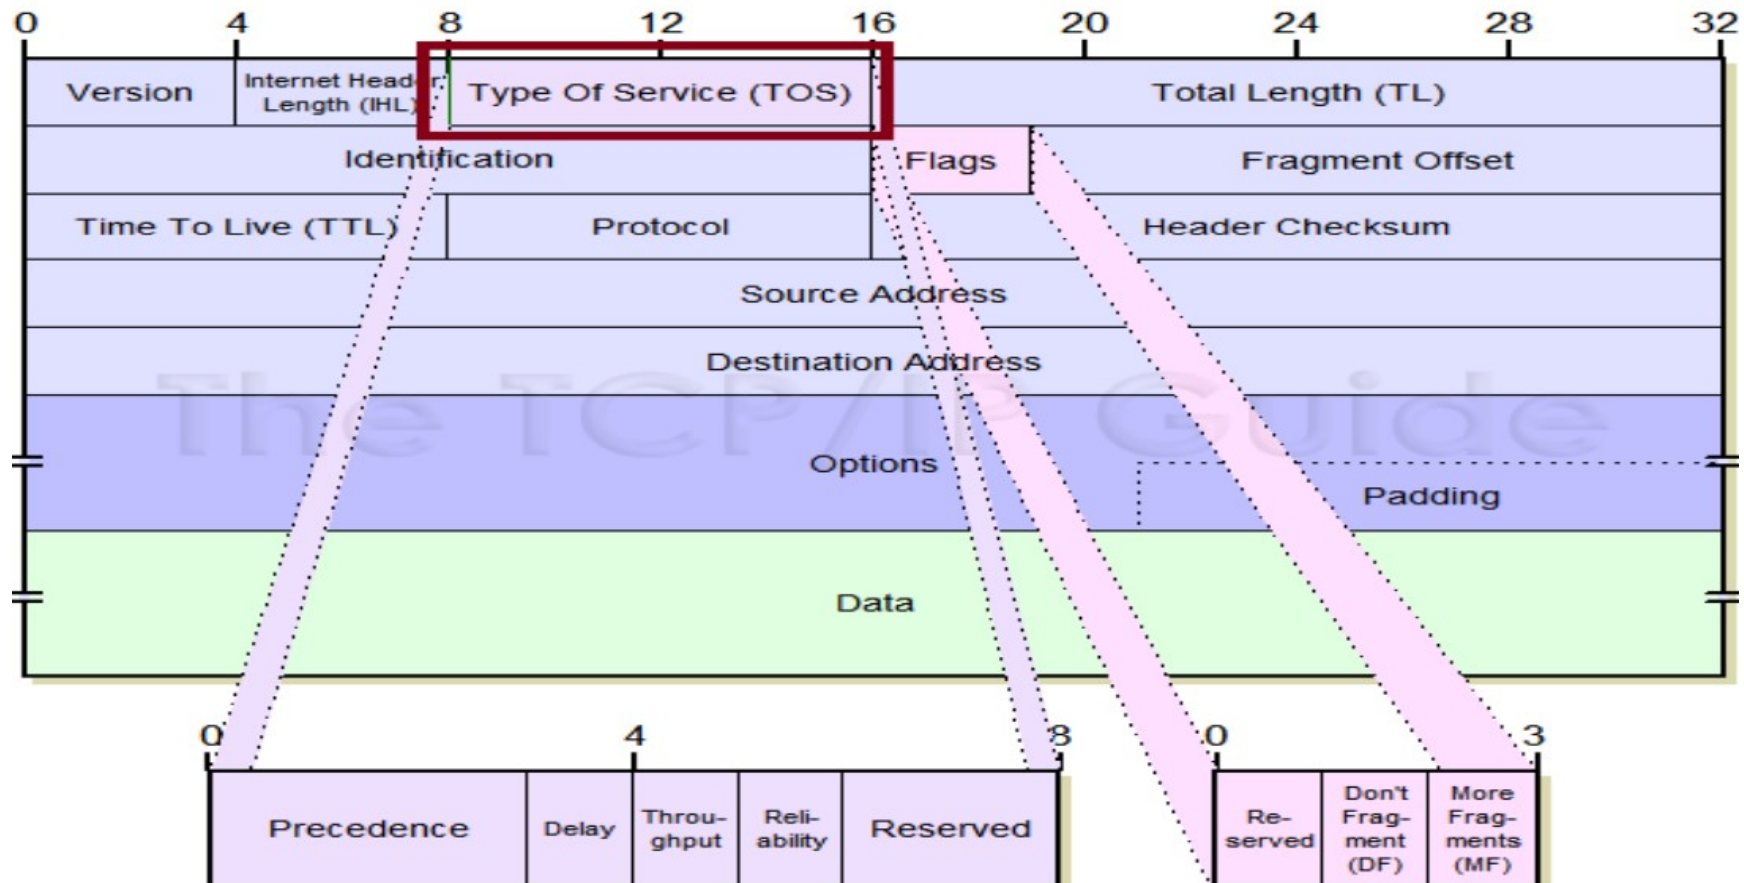 0 4 8 12 16 20 24 28 32
Version
Internet Header
Length (IHL)
Type Of Service (TOS)
Total Length (TL)
Identification
Flags
Fragment Offset
Time To Live (TTL)
Protocol
Header Checksum
Source Address
Destination Address
The TCP/IP Guide
Options
Padding
Data
0 4 8
0 3
Precedence
Delay
Throu-
ghput
Reli-
ability
Reserved
Re-
served
Don't
Frag-
ment
(DF)
More
Frag-
ments
(MF)